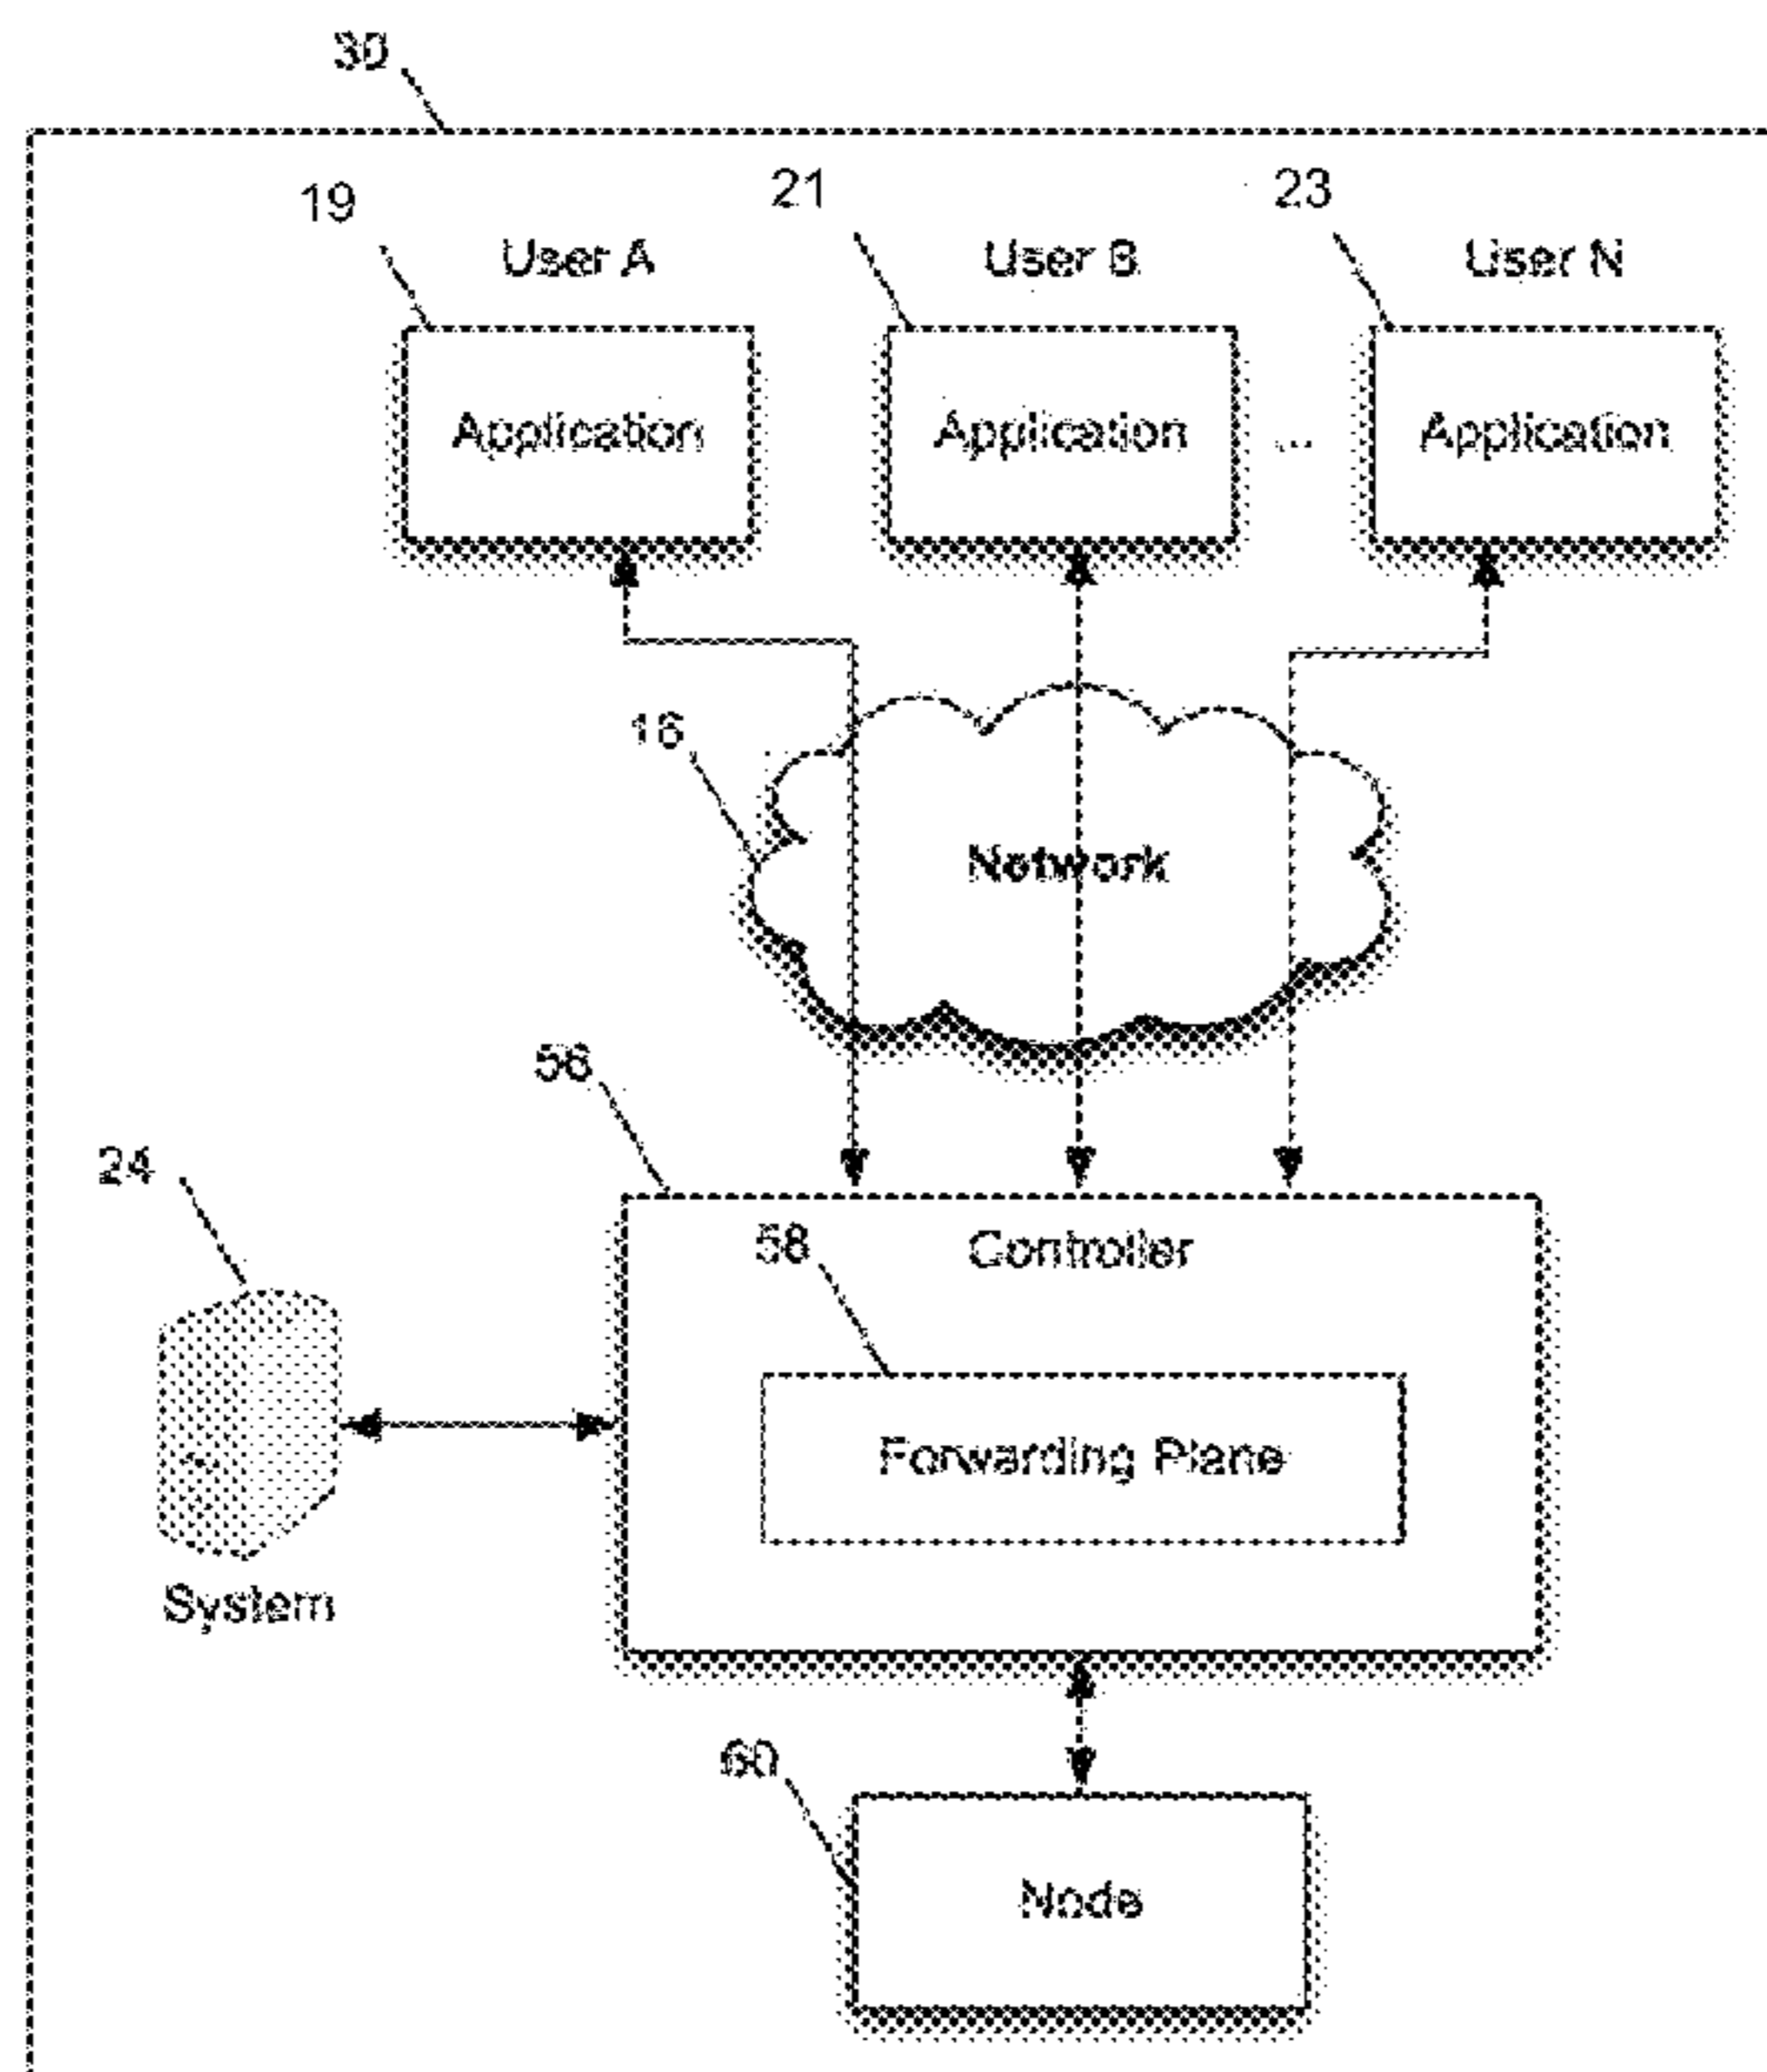 30
19
21
23
User A
User B
User N
Application
Application
...
Application
16
Network
56
24
Controller
58
Forwarding Plane
System
60
Node